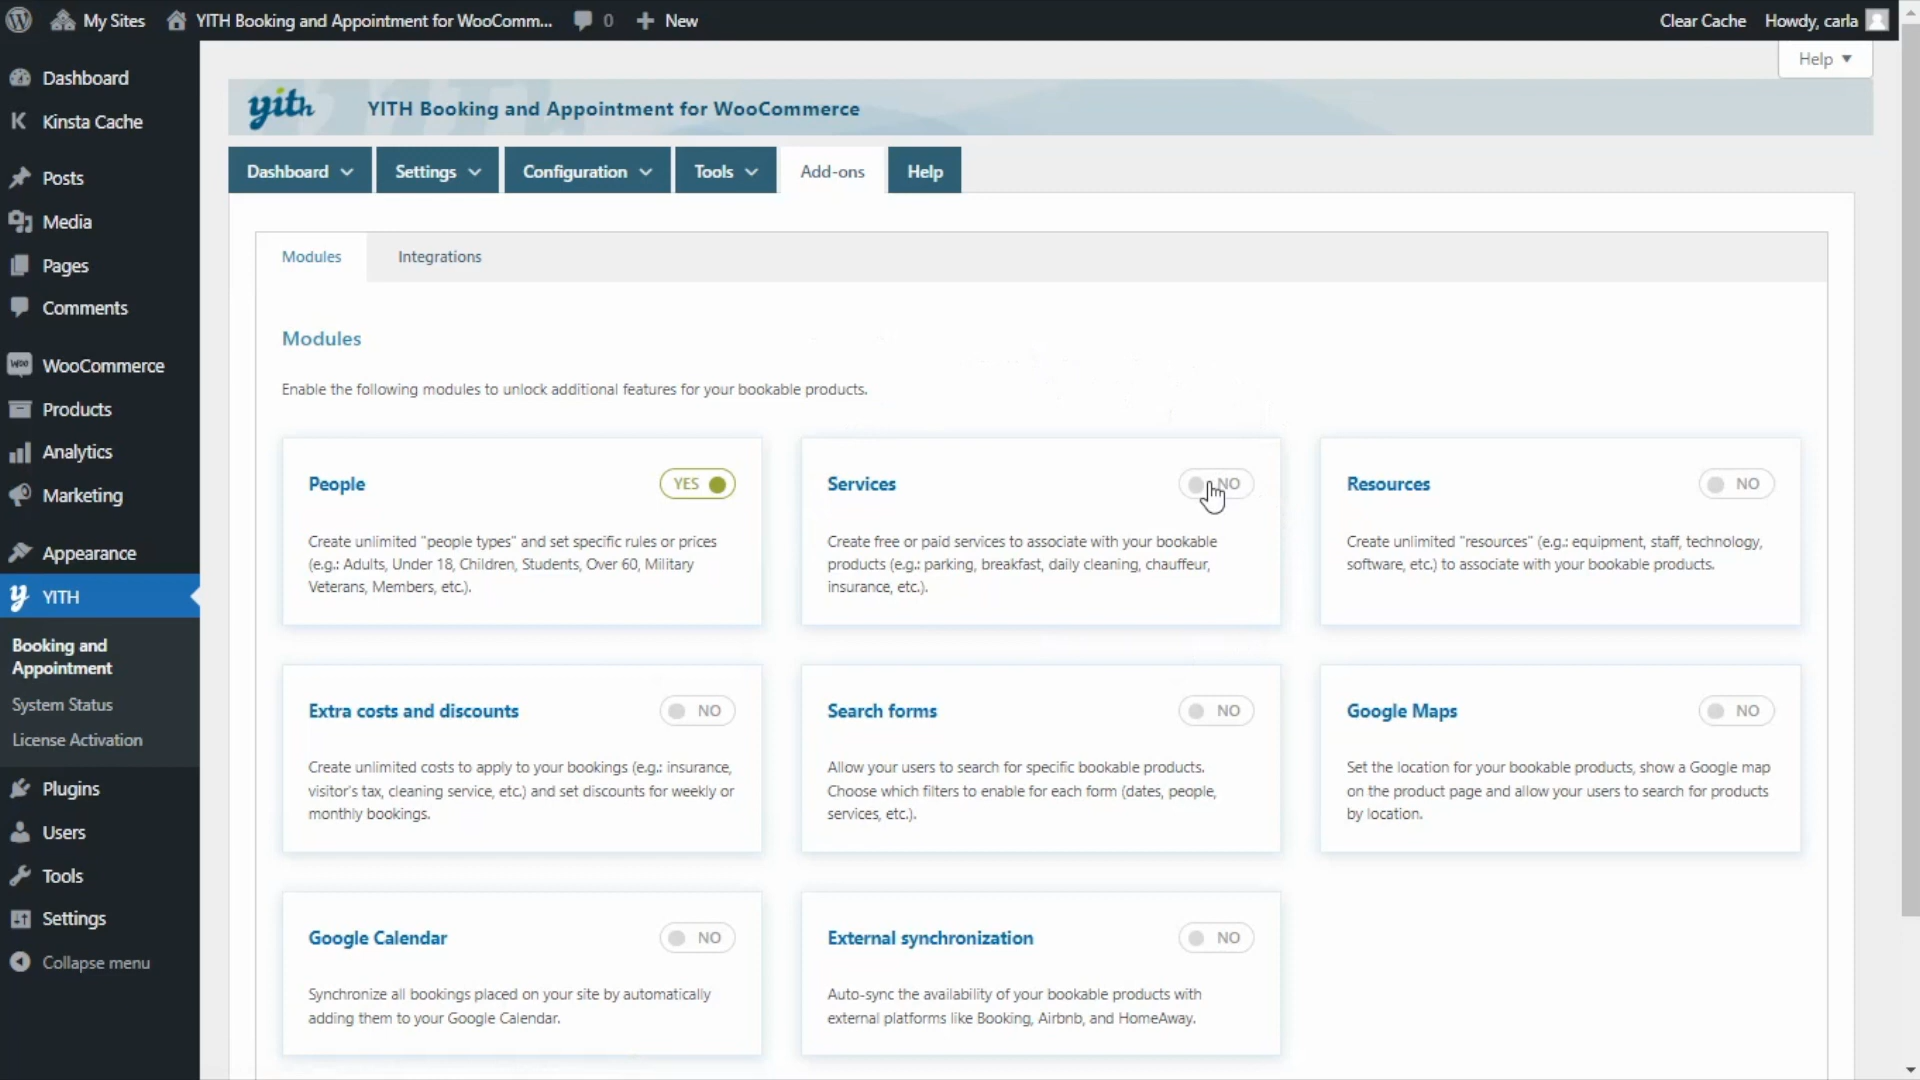 My Sites
YITH Booking and Appointment for WooComm...
0
New
Clear Cache
Howdy, carla
Help
yith
YITH Booking and Appointment for WooCommerce
Dashboard
Settings
Configuration
Tools
Add-ons
Help
Dashboard
Kinsta Cache
Posts
Media
Pages
Comments
WooCommerce
Products
Analytics
Marketing
Appearance
YITH
Booking and
Appointment
System Status
License Activation
Plugins
Users
Tools
Settings
Collapse menu
Modules
Integrations
Modules
Enable the following modules to unlock additional features for your bookable products.
People
YES
Create unlimited "people types" and set specific rules or prices
(e.g.: Adults, Under 18, Children, Students, Over 60, Military
Veterans, Members, etc.).
Services
NO
Create free or paid services to associate with your bookable
products (e.g.: parking, breakfast, daily cleaning, chauffeur,
insurance, etc.).
Resources
NO
Create unlimited "resources" (e.g.: equipment, staff, technology,
software, etc.) to associate with your bookable products.
Extra costs and discounts
NO
Create unlimited costs to apply to your bookings (e.g.: insurance,
visitor's tax, cleaning service, etc.) and set discounts for weekly or
monthly bookings.
Search forms
NO
Allow your users to search for specific bookable products.
Choose which filters to enable for each form (dates, people,
services, etc.).
Google Maps
NO
Set the location for your bookable products, show a Google map
on the product page and allow your users to search for products
by location.
Google Calendar
NO
Synchronize all bookings placed on your site by automatically
adding them to your Google Calendar.
External synchronization
NO
Auto-sync the availability of your bookable products with
external platforms like Booking, Airbnb, and HomeAway.